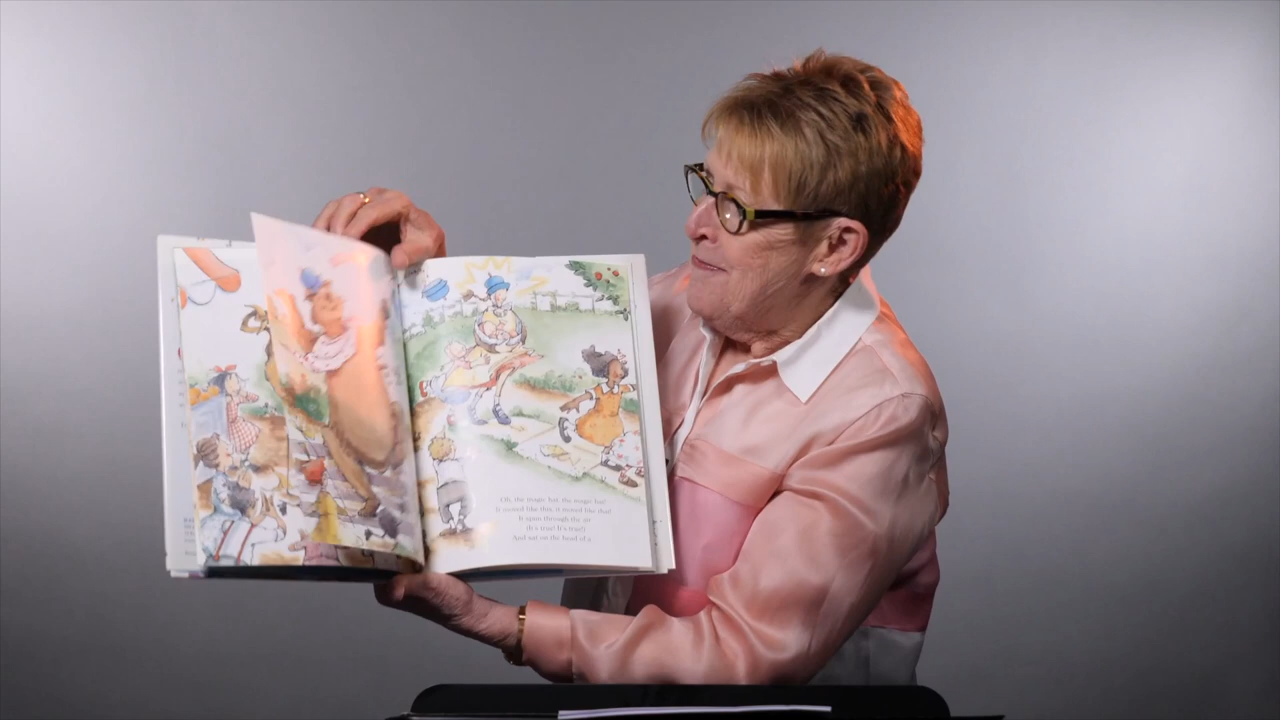 Oh, the magic hat, the magic hat!
It moved like this, it moved like that!
It spun through the air
(It's true! It's true!)
And sat on the head of a